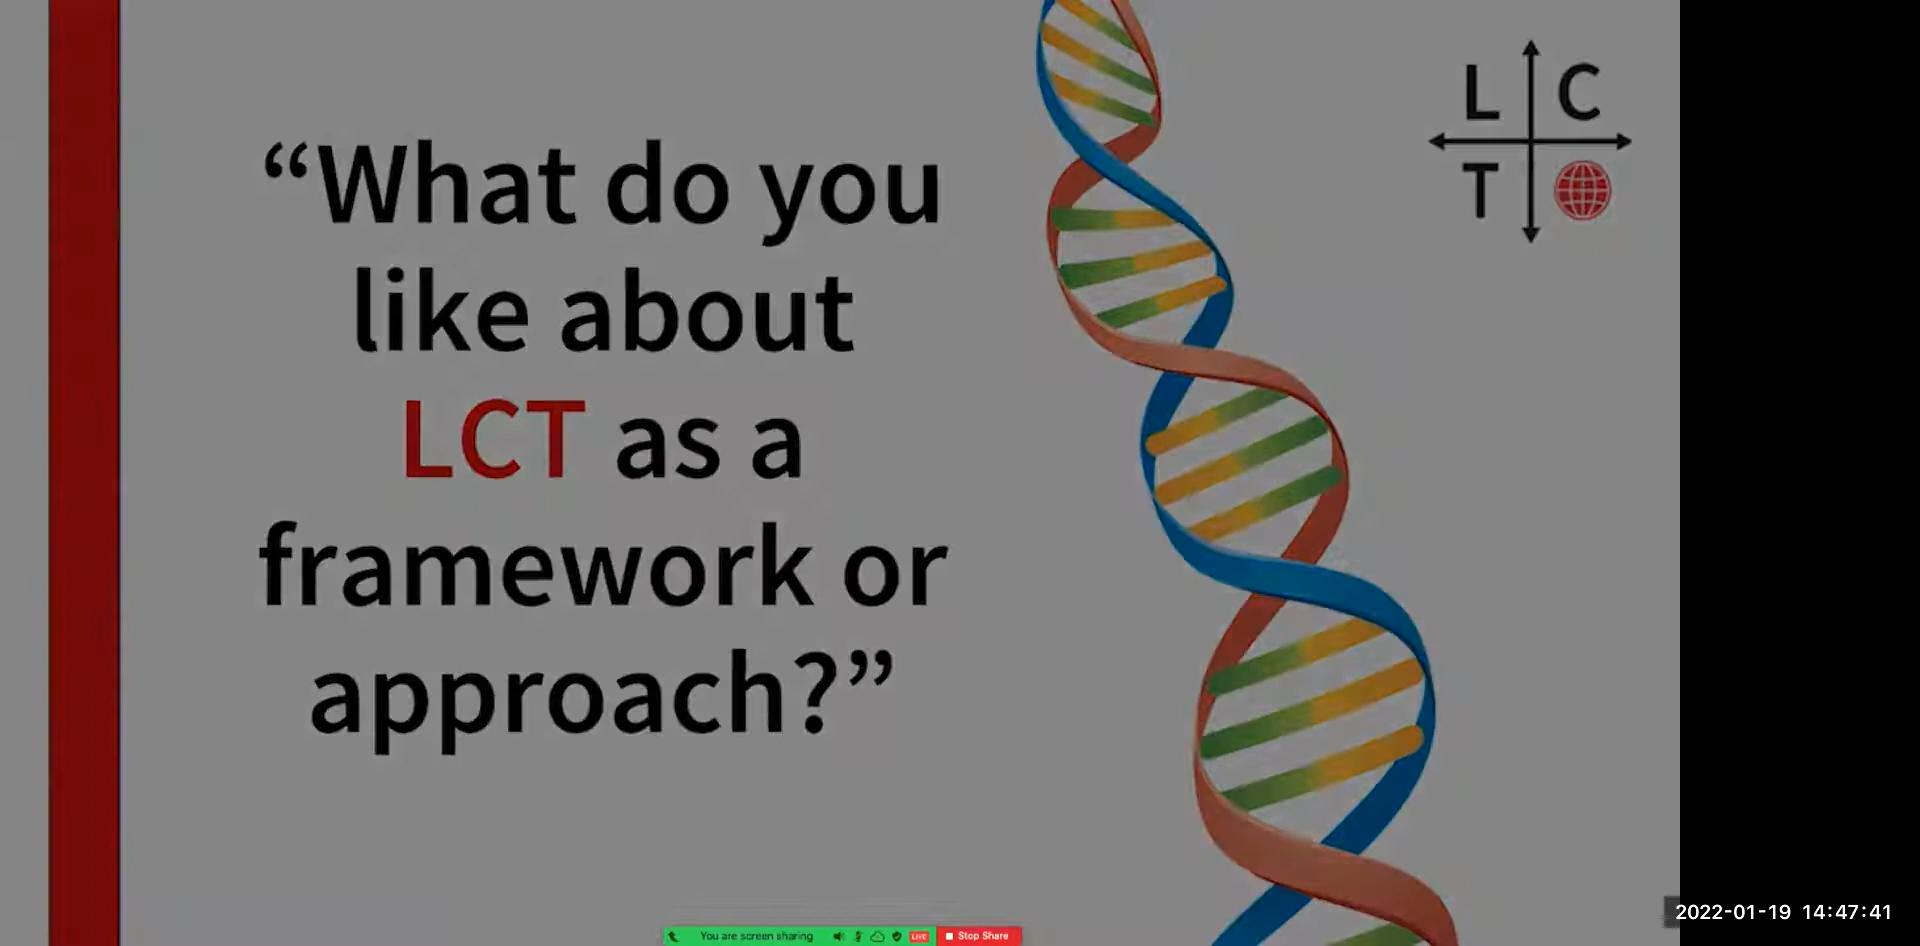 “What do you
like about
LCT as a
framework or
approach?”
L C
T
2022-01-19 14:47:41
You are screen sharing LIVE Stop Share